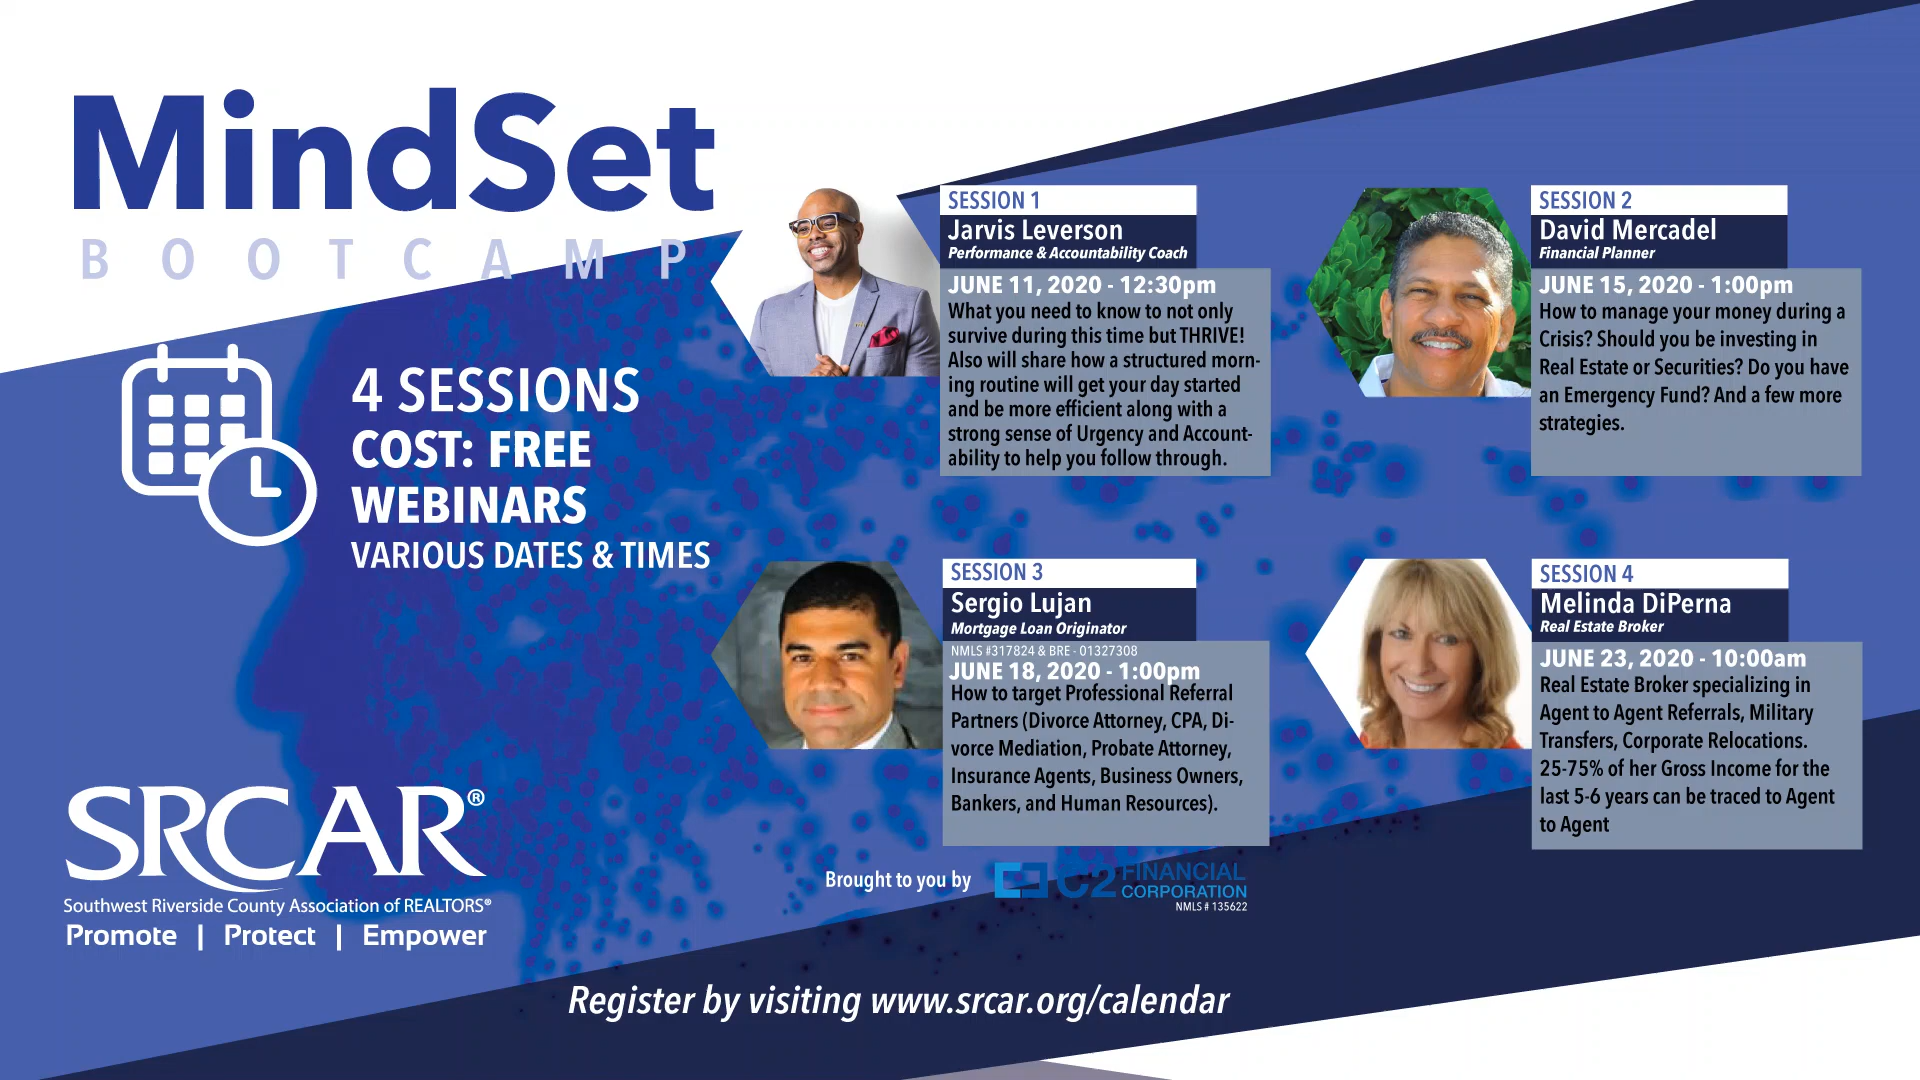 MindSet
BOOTCAMP
4 SESSIONS
COST: FREE
WEBINARS
VARIOUS DATES & TIMES
SESSION 1
Jarvis Leverson
Performance & Accountability Coach
JUNE 11, 2020 - 12:30pm
What you need to know to not only
survive during this time but THRIVE!
Also will share how a structured morn-
ing routine will get your day started
and be more efficient along with a
strong sense of Urgency and Account-
ability to help you follow through.
SESSION 2
David Mercadel
Financial Planner
JUNE 15, 2020 - 1:00pm
How to manage your money during a
Crisis? Should you be investing in
Real Estate or Securities? Do you have
an Emergency Fund? And a few more
strategies.
SESSION 3
Sergio Lujan
Mortgage Loan Originator
NMLS #317824 & BRE - 01327308
JUNE 18, 2020 - 1:00pm
How to target Professional Referral
Partners (Divorce Attorney, CPA, Di-
vorce Mediation, Probate Attorney,
Insurance Agents, Business Owners,
Bankers, and Human Resources).
SESSION 4
Melinda DiPerna
Real Estate Broker
JUNE 23, 2020 - 10:00am
Real Estate Broker specializing in
Agent to Agent Referrals, Military
Transfers, Corporate Relocations.
25-75% of her Gross Income for the
last 5-6 years can be traced to Agent
to Agent
SRCAR®
Southwest Riverside County Association of REALTORS®
Promote | Protect | Empower
Brought to you by
C2 FINANCIAL
CORPORATION
NMLS # 135622
Register by visiting www.srcar.org/calendar